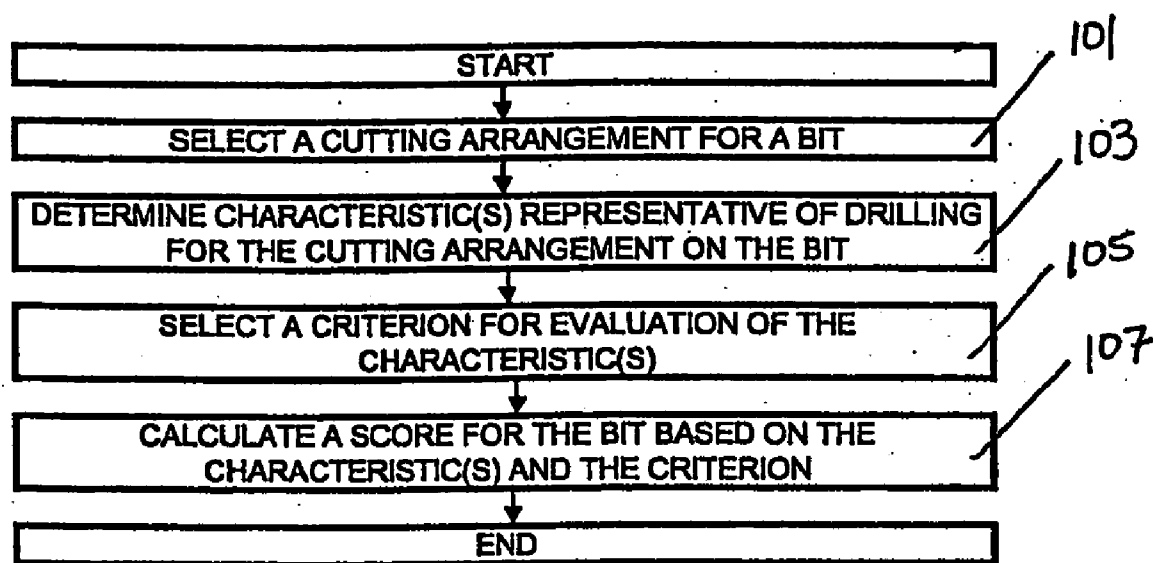 START
101
SELECT A CUTTING ARRANGEMENT FOR A BIT
103
DETERMINE CHARACTERISTIC(S) REPRESENTATIVE OF DRILLING
FOR THE CUTTING ARRANGEMENT ON THE BIT
105
SELECT A CRITERION FOR EVALUATION OF THE
CHARACTERISTIC(S)
107
CALCULATE A SCORE FOR THE BIT BASED ON THE
CHARACTERISTIC(S) AND THE CRITERION
END